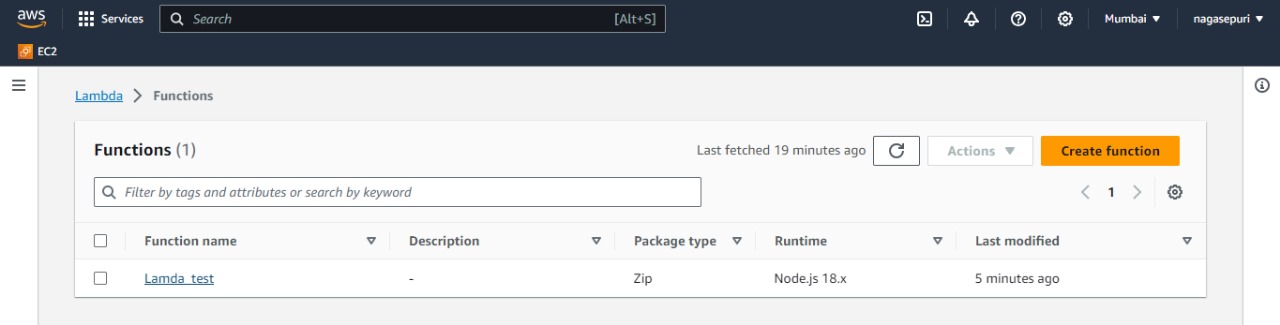 aws Services Search [Alt+S] Mumbai nagasepuri
EC2
Lambda > Functions
Functions (1) Last fetched 19 minutes ago Actions Create function
Filter by tags and attributes or search by keyword 1
Function name Description Package type Runtime Last modified
Lamda_test - Zip Node.js 18.x 5 minutes ago